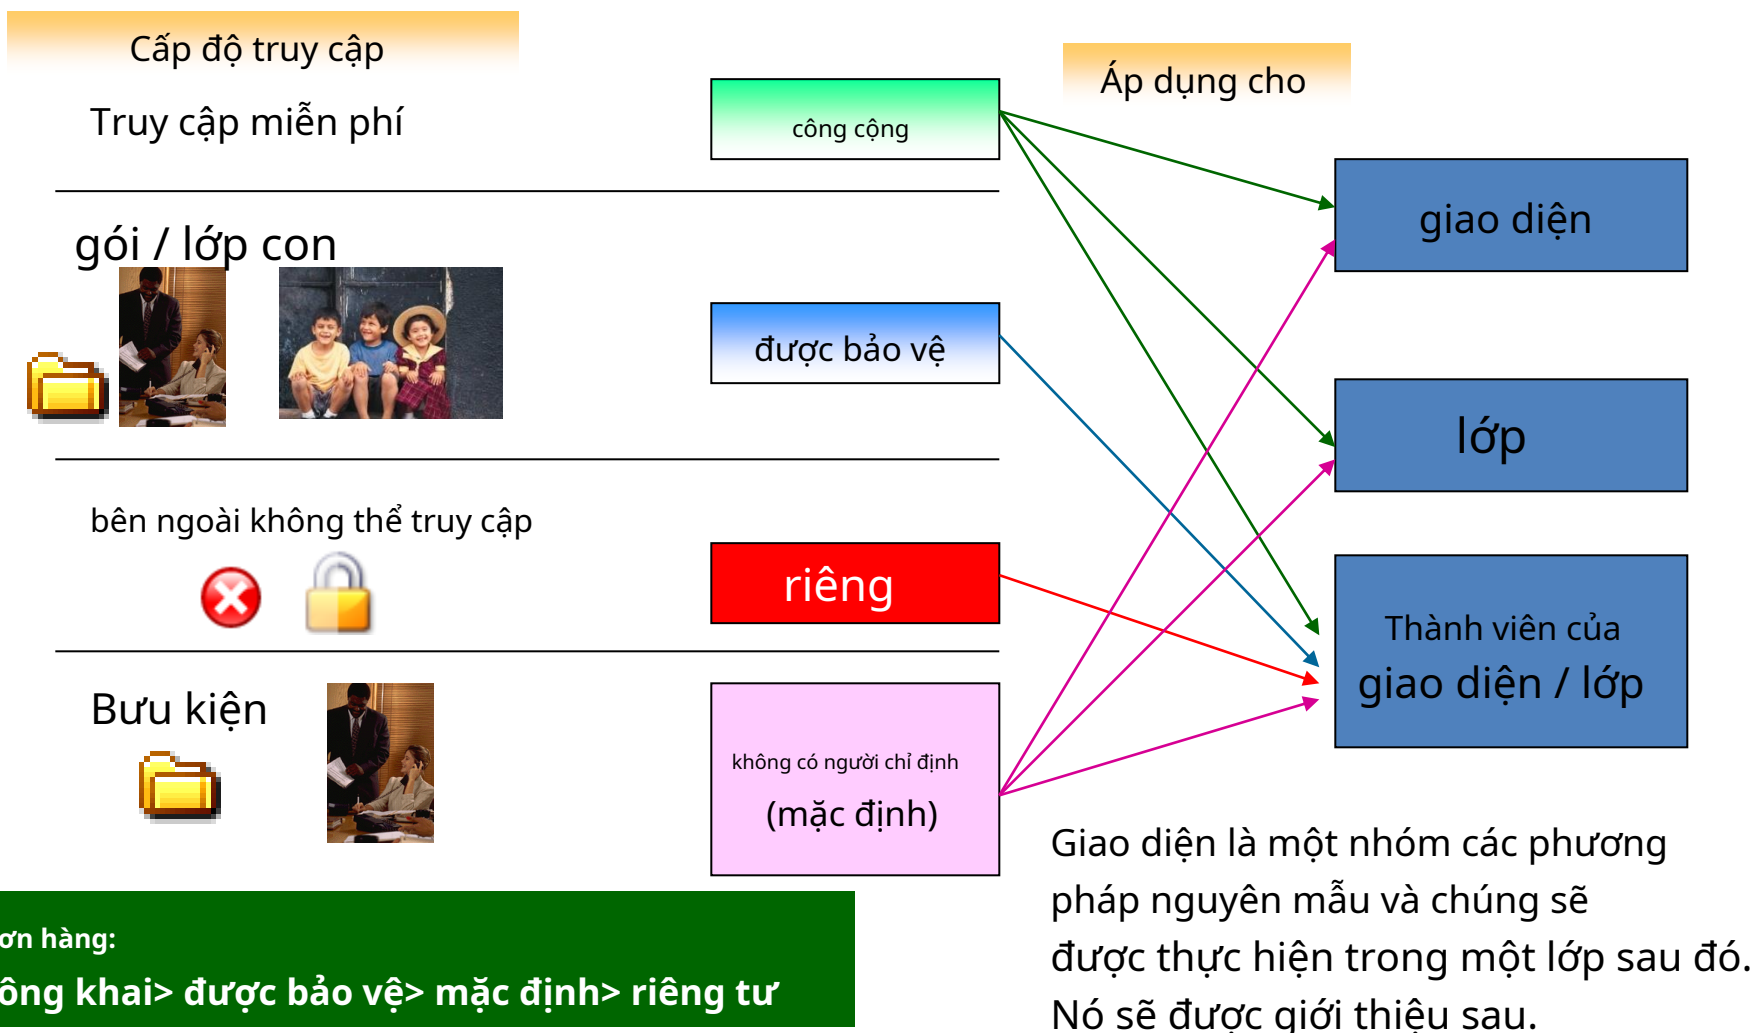 Cấp độ truy cập
Áp dụng cho
Truy cập miễn phí
công cộng
giao diện
gói / lớp con
được bảo vệ
lớp
bên ngoài không thể truy cập
riêng
Thành viên của
giao diện / lớp
Bưu kiện
không có người chỉ định
(mặc định)
Giao diện là một nhóm các phương
pháp nguyên mẫu và chúng sẽ
được thực hiện trong một lớp sau đó.
Nó sẽ được giới thiệu sau.
ơn hàng:
ông khai> được bảo vệ> mặc định> riêng tư